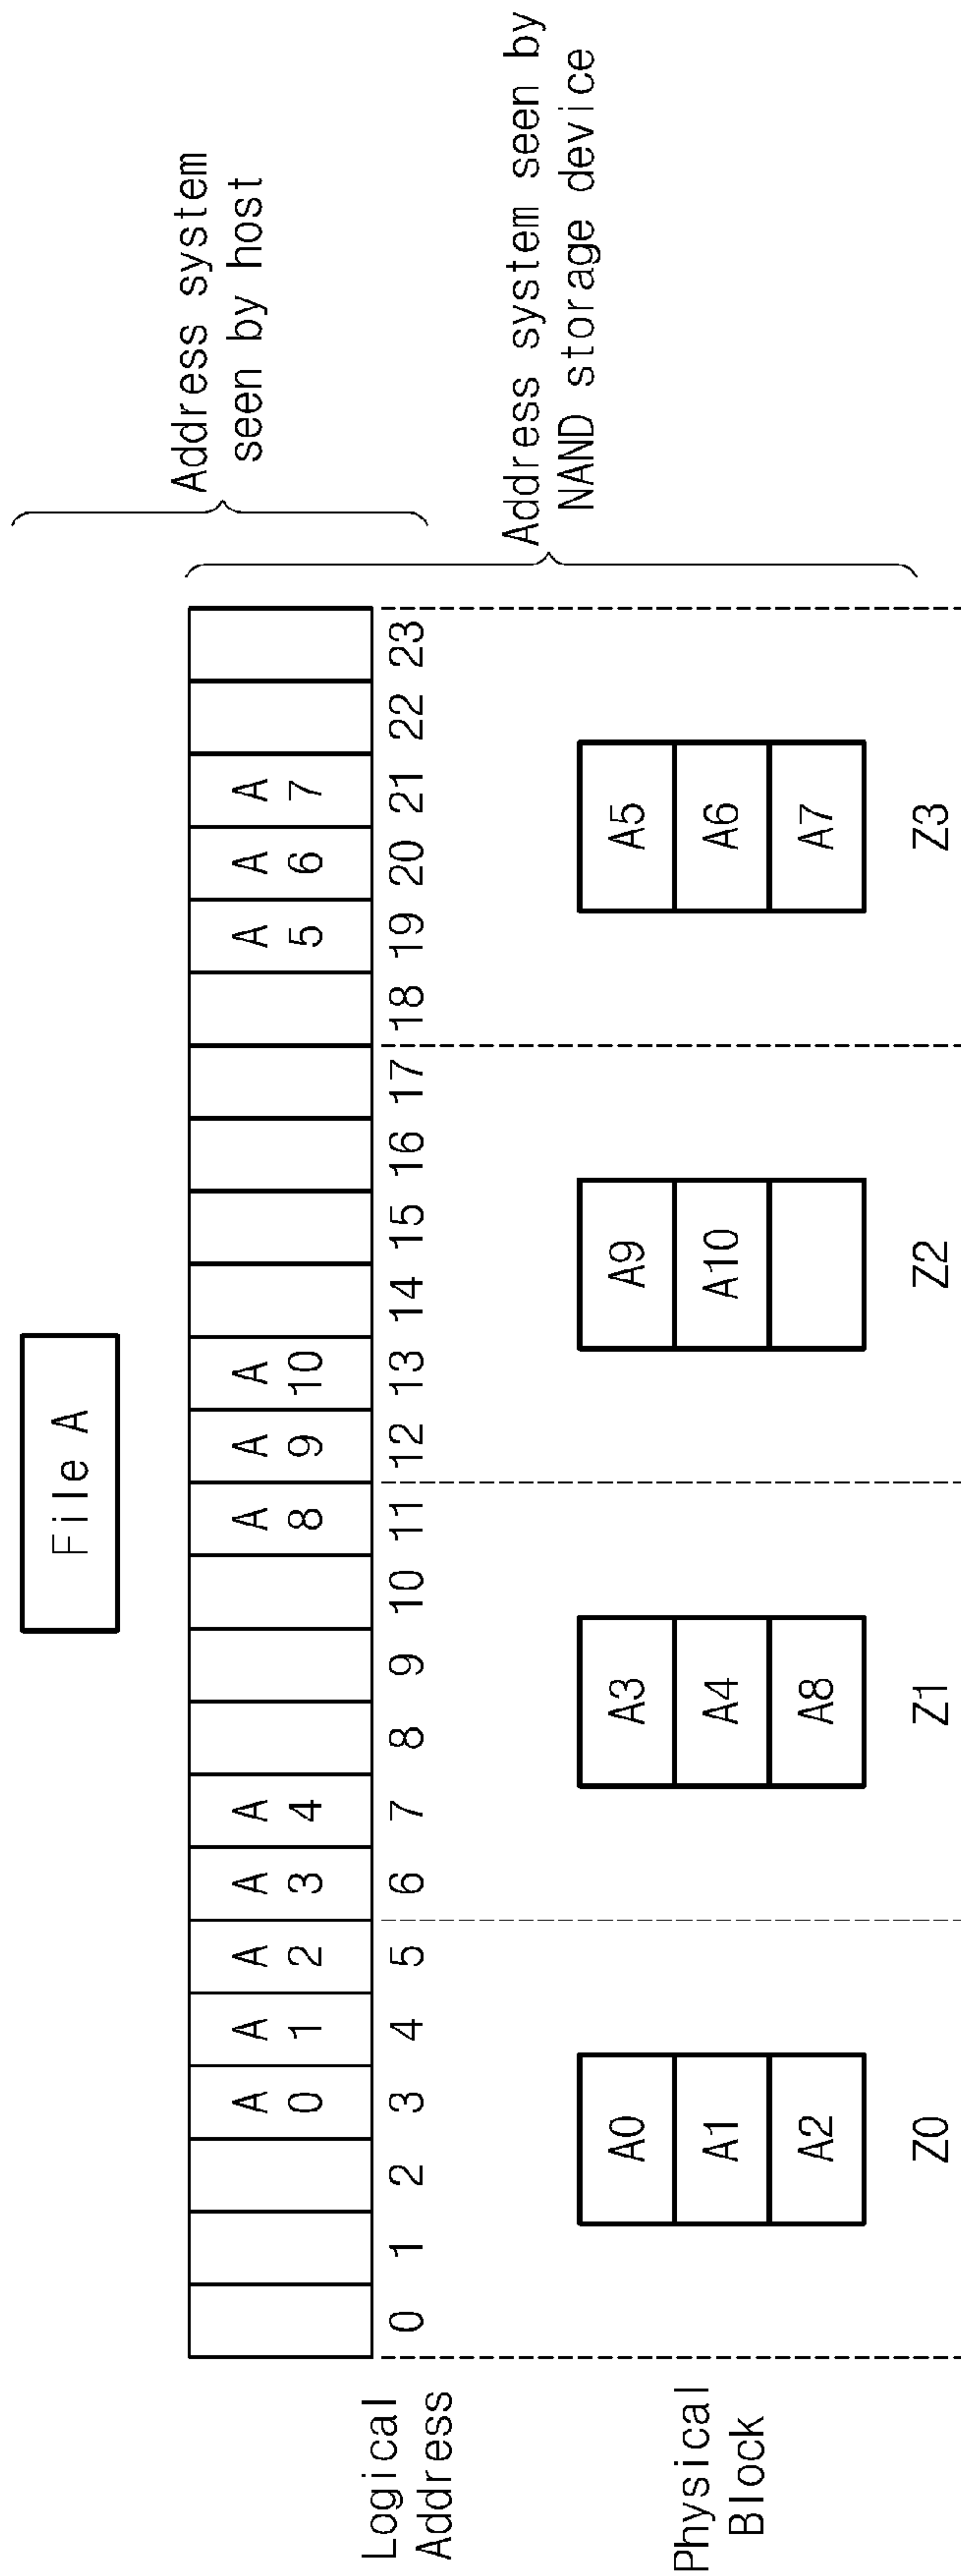 File A
Address system
seen by host
A A A A A A A A A A A
0 1 2 3 4 8 9 10 5 6 7
Logical
Address
0 1 2 3 4 5 6 7 8 9 10 11 12 13 14 15 16 17 18 19 20 21 22 23
Address system seen by
NAND storage device
Physical
Block
A0 A3 A9 A5
A1 A4 A10 A6
A2 A8 A7
Z0 Z1 Z2 Z3